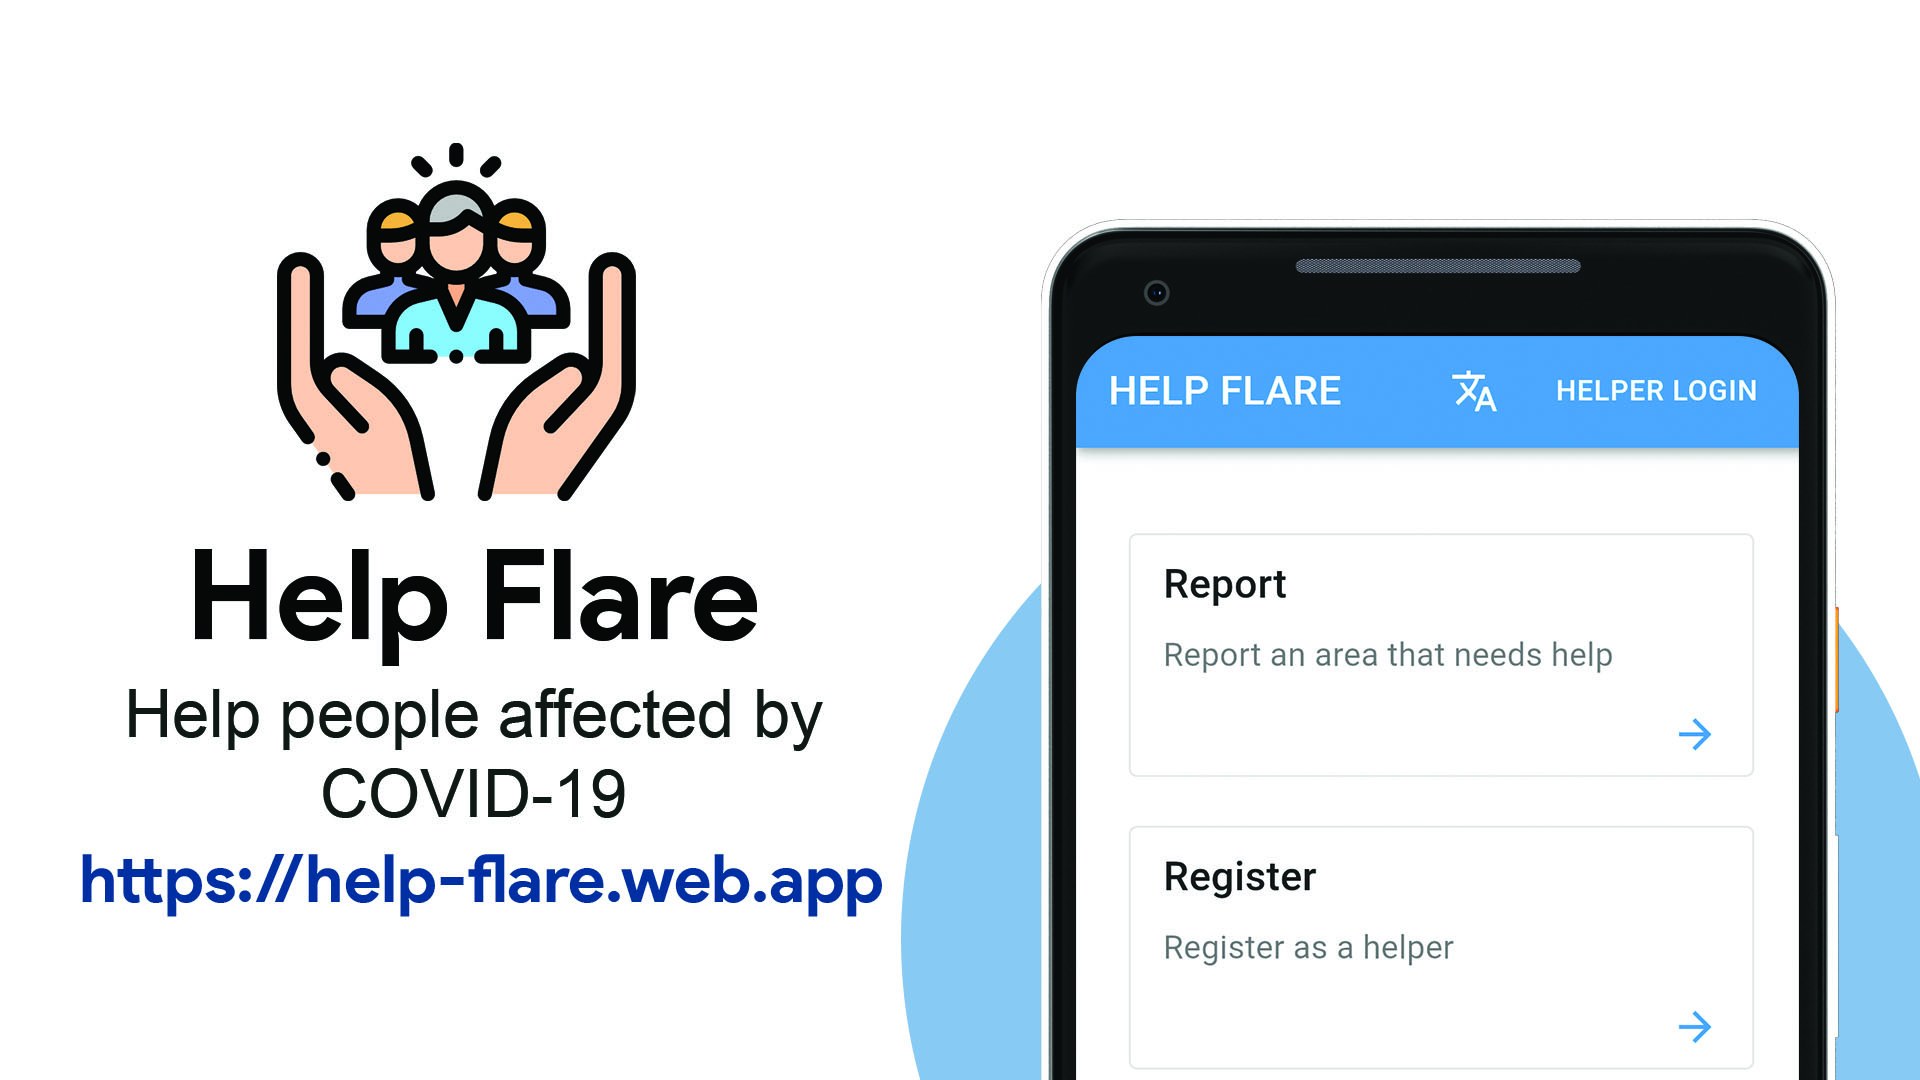 Help Flare
Help people affected by
COVID-19
https://help-flare.web.app
HELP FLARE
HELPER LOGIN
Report
Report an area that needs help
Register
Register as a helper